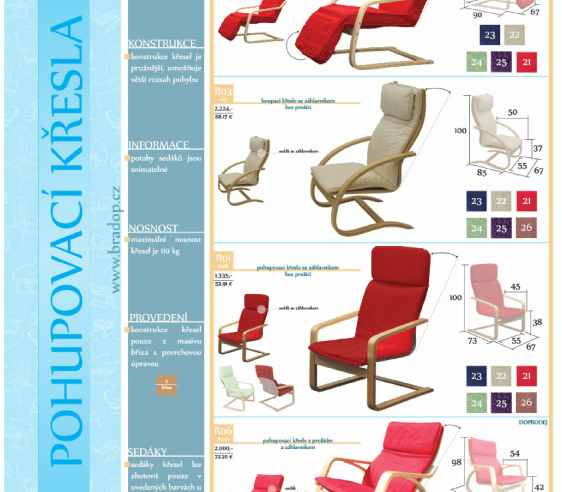 POHUPOVACÍ KŘESLA
www.bradop.cz
KONSTRUKCE
konstrukce křesel je
pružnější, umožňuje
větší rozsah pohybu
INFORMACE
potahy sedáků jsou
snímatelné
NOSNOST
maximální nosnost
křesel je 110 kg
PROVEDENÍ
konstrukce křesel
pouze z masivu
bříza s povrchovou
úpravou
SEDÁKY
sedáky křesel lze
zhotovit pouze v
uvedených barvách u
90
67
23 22
24 25 21
R03
2.224,-
88.17 €
houpací křeslo se záhlavníkem
bez prošití
sedák se záhlavníkem
100
50
37
85
55
67
23 22 21
24 25 26
R01
1.335,-
52.91 €
pohupovací křeslo se záhlavníkem
bez prošití
sedák se záhlavníkem
100
45
38
73
55
67
23 22 21
24 25 26
DOPRODEJ
R06
2.000,-
72.20 €
pohupovací křeslo s prošitím
a záhlavníkem
sedák se záhlavníkem
98
54
42